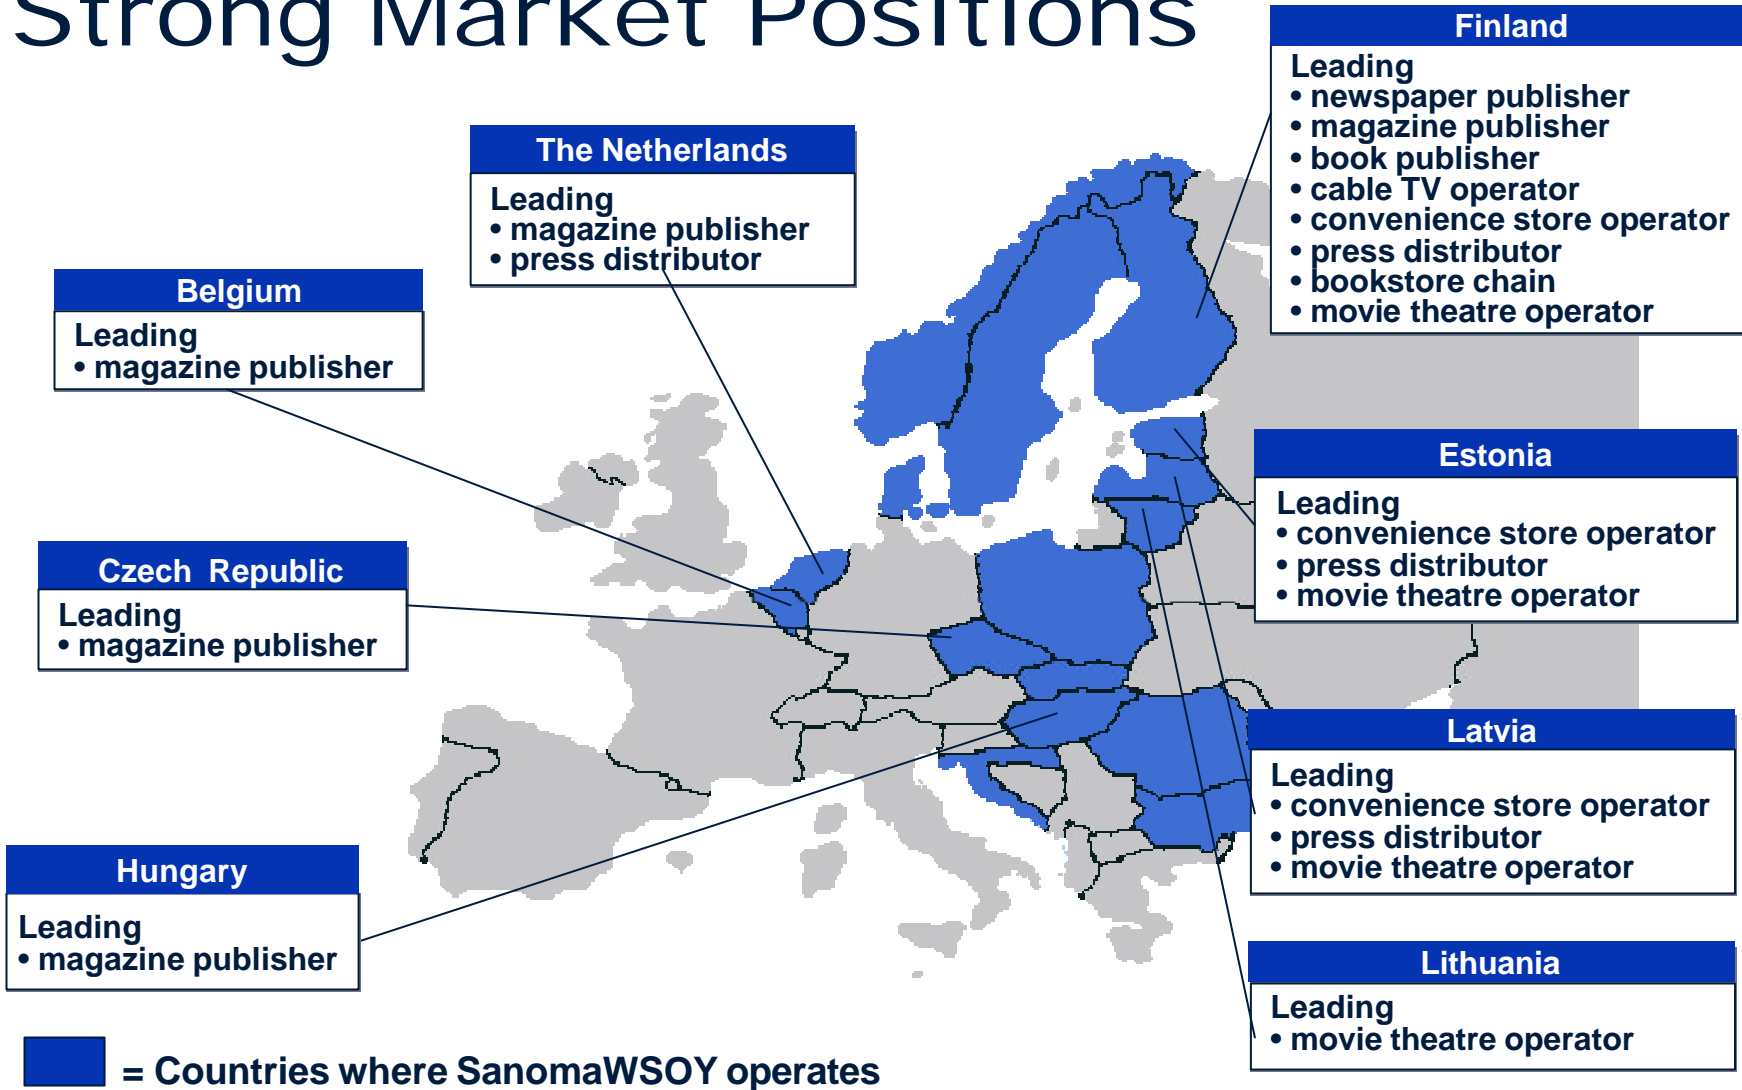 Strong Market Positions
Finland
Leading
• newspaper publisher
• magazine publisher
• book publisher
• cable TV operator
• convenience store operator
• press distributor
• bookstore chain
• movie theatre operator
The Netherlands
Leading
• magazine publisher
• press distributor
Belgium
Leading
• magazine publisher
Estonia
Leading
• convenience store operator
• press distributor
• movie theatre operator
Czech Republic
Leading
• magazine publisher
Latvia
Leading
• convenience store operator
• press distributor
• movie theatre operator
Hungary
Leading
• magazine publisher
Lithuania
Leading
• movie theatre operator
= Countries where SanomaWSOY operates